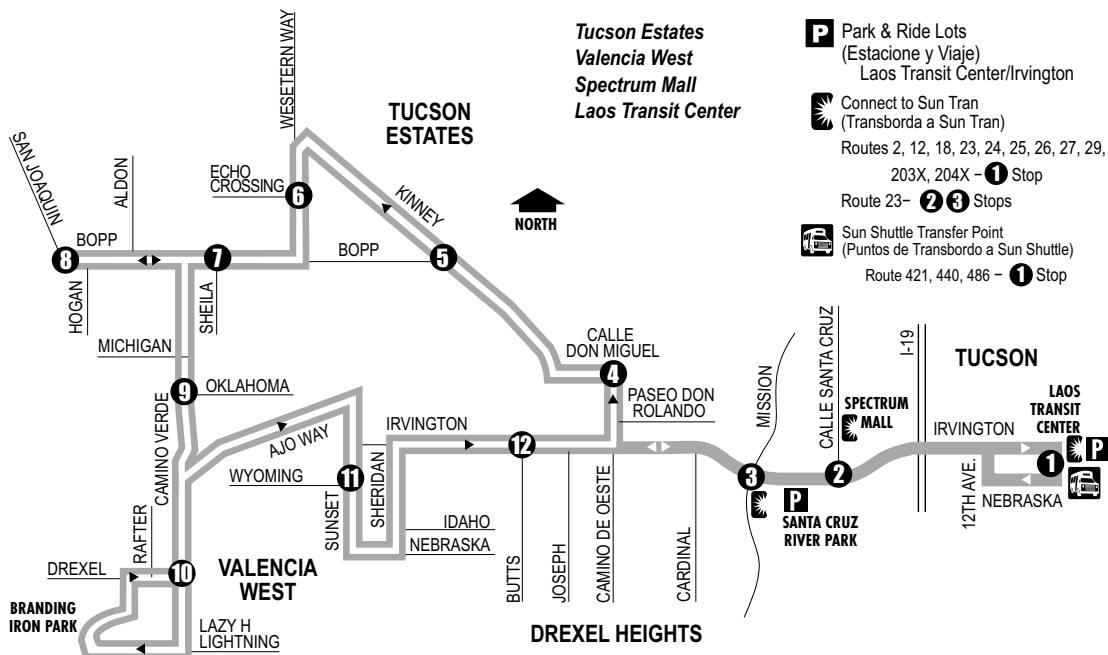 Tucson Estates
Valencia West
Spectrum Mall
Laos Transit Center
P Park & Ride Lots
(Estacione y Viaje)
Laos Transit Center/Irvington
Connect to Sun Tran
(Transborda a Sun Tran)
Routes 2, 12, 18, 23, 24, 25, 26, 27, 29,
203X, 204X – 1 Stop
Route 23– 2 3 Stops
Sun Shuttle Transfer Point
(Puntos de Transbordo a Sun Shuttle)
Route 421, 440, 486 – 1 Stop
WESETERN WAY
TUCSON
ESTATES
SAN JOAQUIN
ALDON
ECHO
CROSSING
6
KINNEY
NORTH
BOPP
8
7
BOPP
5
HOGAN
SHEILA
MICHIGAN
CALLE
DON MIGUEL
4
9
OKLAHOMA
PASEO DON
ROLANDO
MISSION
CALLE SANTA CRUZ
I-19
TUCSON
SPECTRUM
MALL
LAOS
TRANSIT
CENTER
CAMINO VERDE
AJO WAY
IRVINGTON
12
IRVINGTON
1
P
WYOMING
11
SHERIDAN
3
2
P
SANTA CRUZ
RIVER PARK
12TH AVE.
NEBRASKA
SUNSET
IDAHO
NEBRASKA
RAFTER
DREXEL
10
VALENCIA
WEST
BUTTS
JOSEPH
CAMINO DE OESTE
CARDINAL
BRANDING
IRON PARK
LAZY H
LIGHTNING
DREXEL HEIGHTS